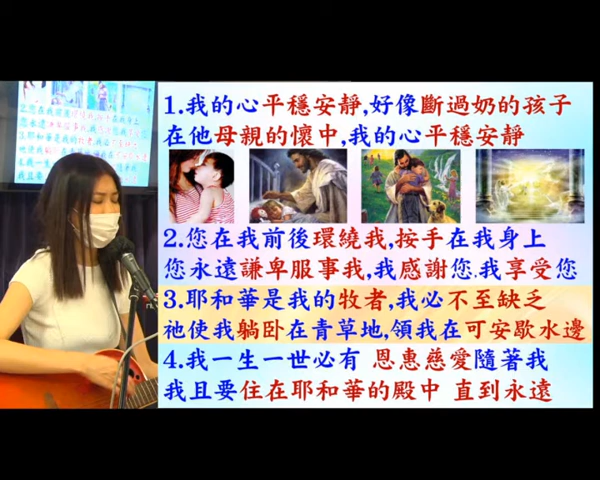 1.我的心平穩安靜,好像斷過奶的孩子
在他母親的懷中,我的心平穩安靜
2.您在我前後環繞我,按手在我身上
您永遠謙卑服事我,我感謝您.我享受您
3.耶和華是我的牧者,我必不至缺乏
祂使我躺卧在青草地,領我在可安歇水邊
4.我一生一世必有 恩惠慈愛隨著我
我且要住在耶和華的殿中 直到永遠